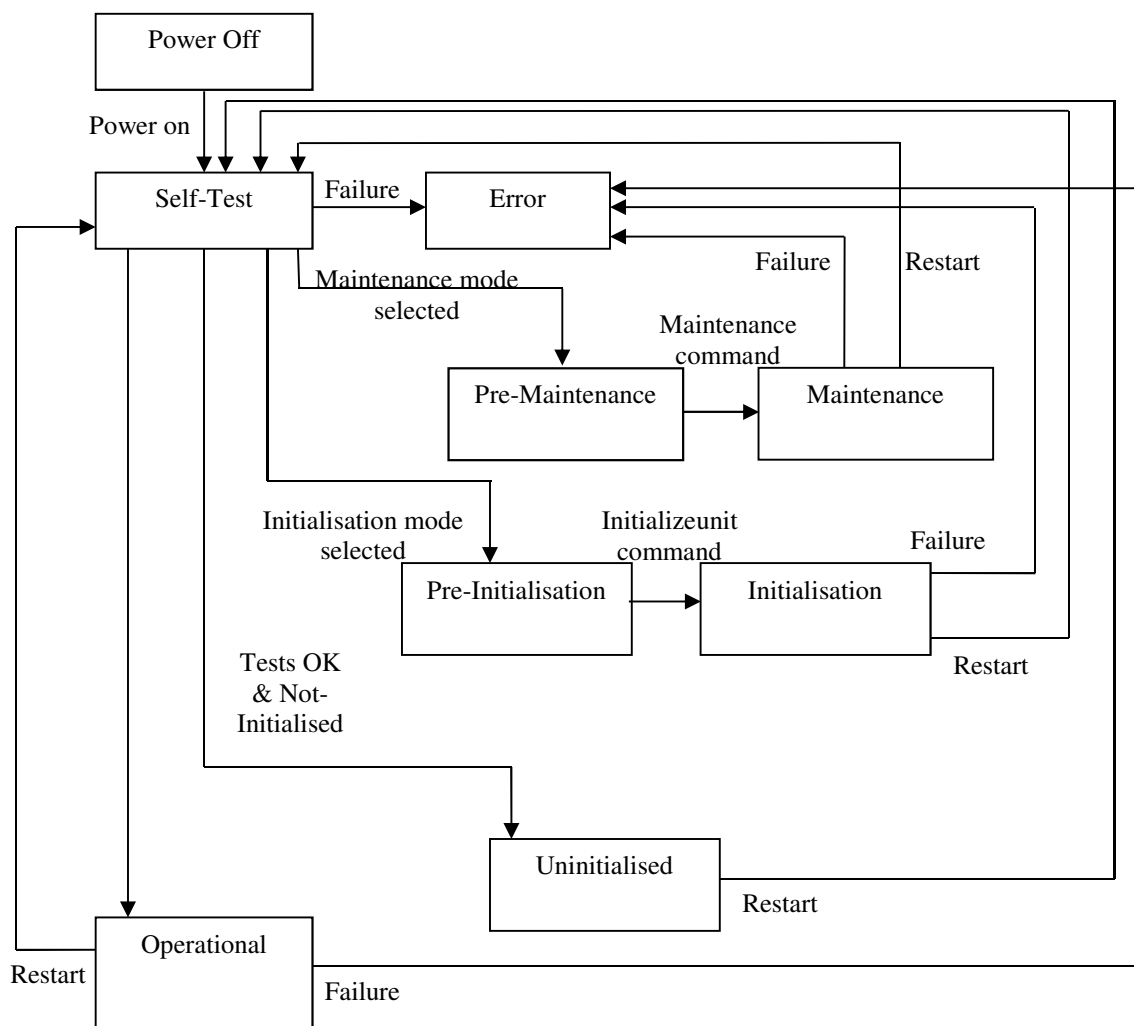 Power Off
Power on
Self-Test
Failure
Error
Failure
Restart
Maintenance mode
selected
Maintenance
command
Pre-Maintenance
Maintenance
Initialisation mode
selected
Initializeunit
command
Failure
Pre-Initialisation
Initialisation
Restart
Tests OK
& Not-
Initialised
Uninitialised
Restart
Operational
Restart
Failure